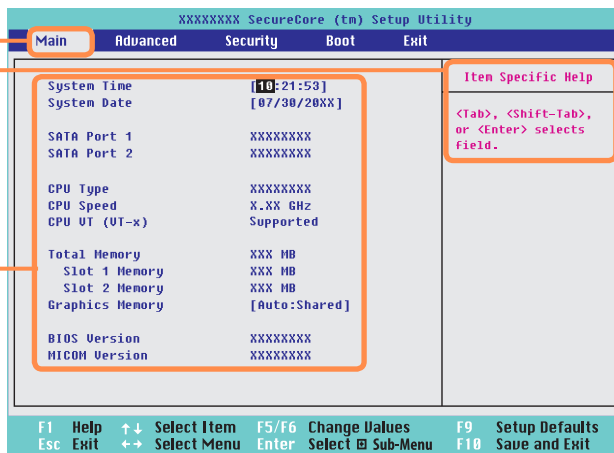 XXXXXXXX SecureCore (tm) Setup Utility
Main Advanced Security Boot Exit
Item Specific Help
<Tab>, <Shift-Tab>,
or <Enter> selects
field.
System Time [10:21:53]
System Date [07/30/20XX]
SATA Port 1 XXXXXXXX
SATA Port 2 XXXXXXXX
CPU Type XXXXXXXX
CPU Speed X.XX GHz
CPU VT (VT-x) Supported
Total Memory XXX MB
Slot 1 Memory XXX MB
Slot 2 Memory XXX MB
Graphics Memory [Auto:Shared]
BIOS Version XXXXXXXX
MICOM Version XXXXXXXX
F1 Help ↑↓ Select Item F5/F6 Change Values F9 Setup Defaults
Esc Exit ←→ Select Menu Enter Select ⊞ Sub-Menu F10 Save and Exit